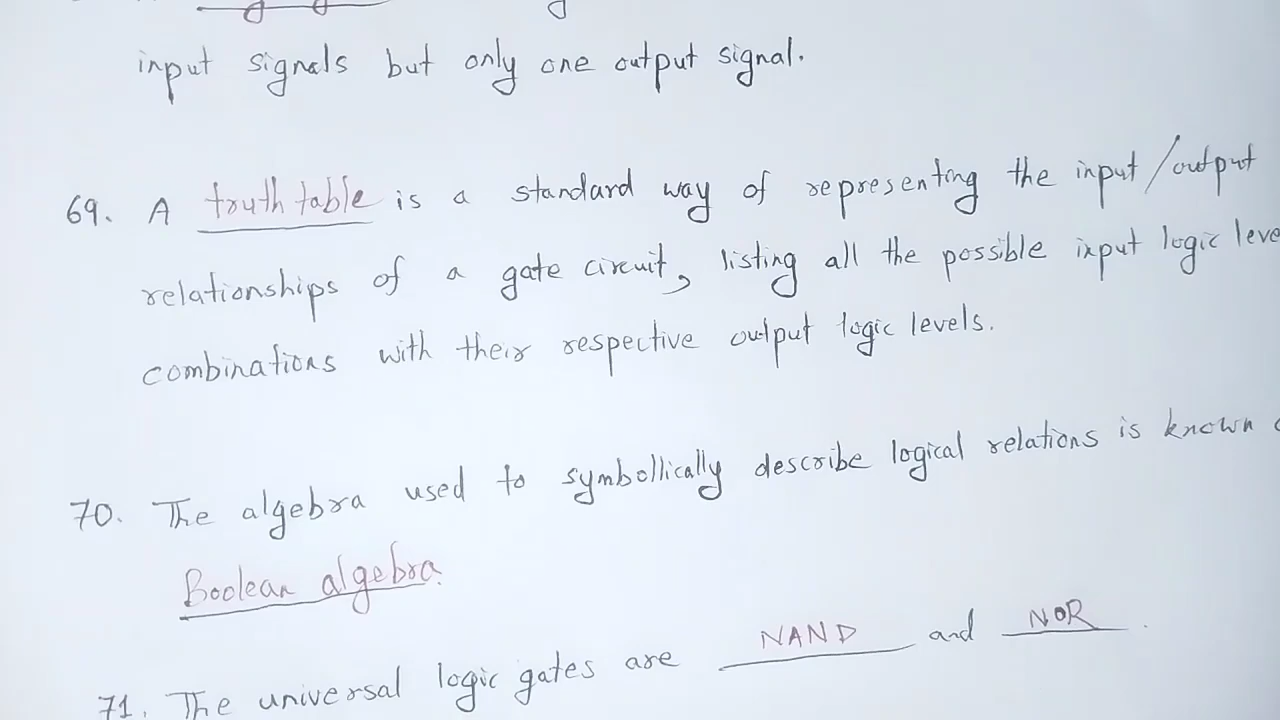 input signals but only one output signal.
69. A truth table is a standard way of representing the input/output
relationships of a gate circuit, listing all the possible input logic leve
combinations with their respective output logic levels.
70. The algebra used to symbollically describe logical relations is known
Boolean algebra.
71. The universal logic gates are NAND and NOR.